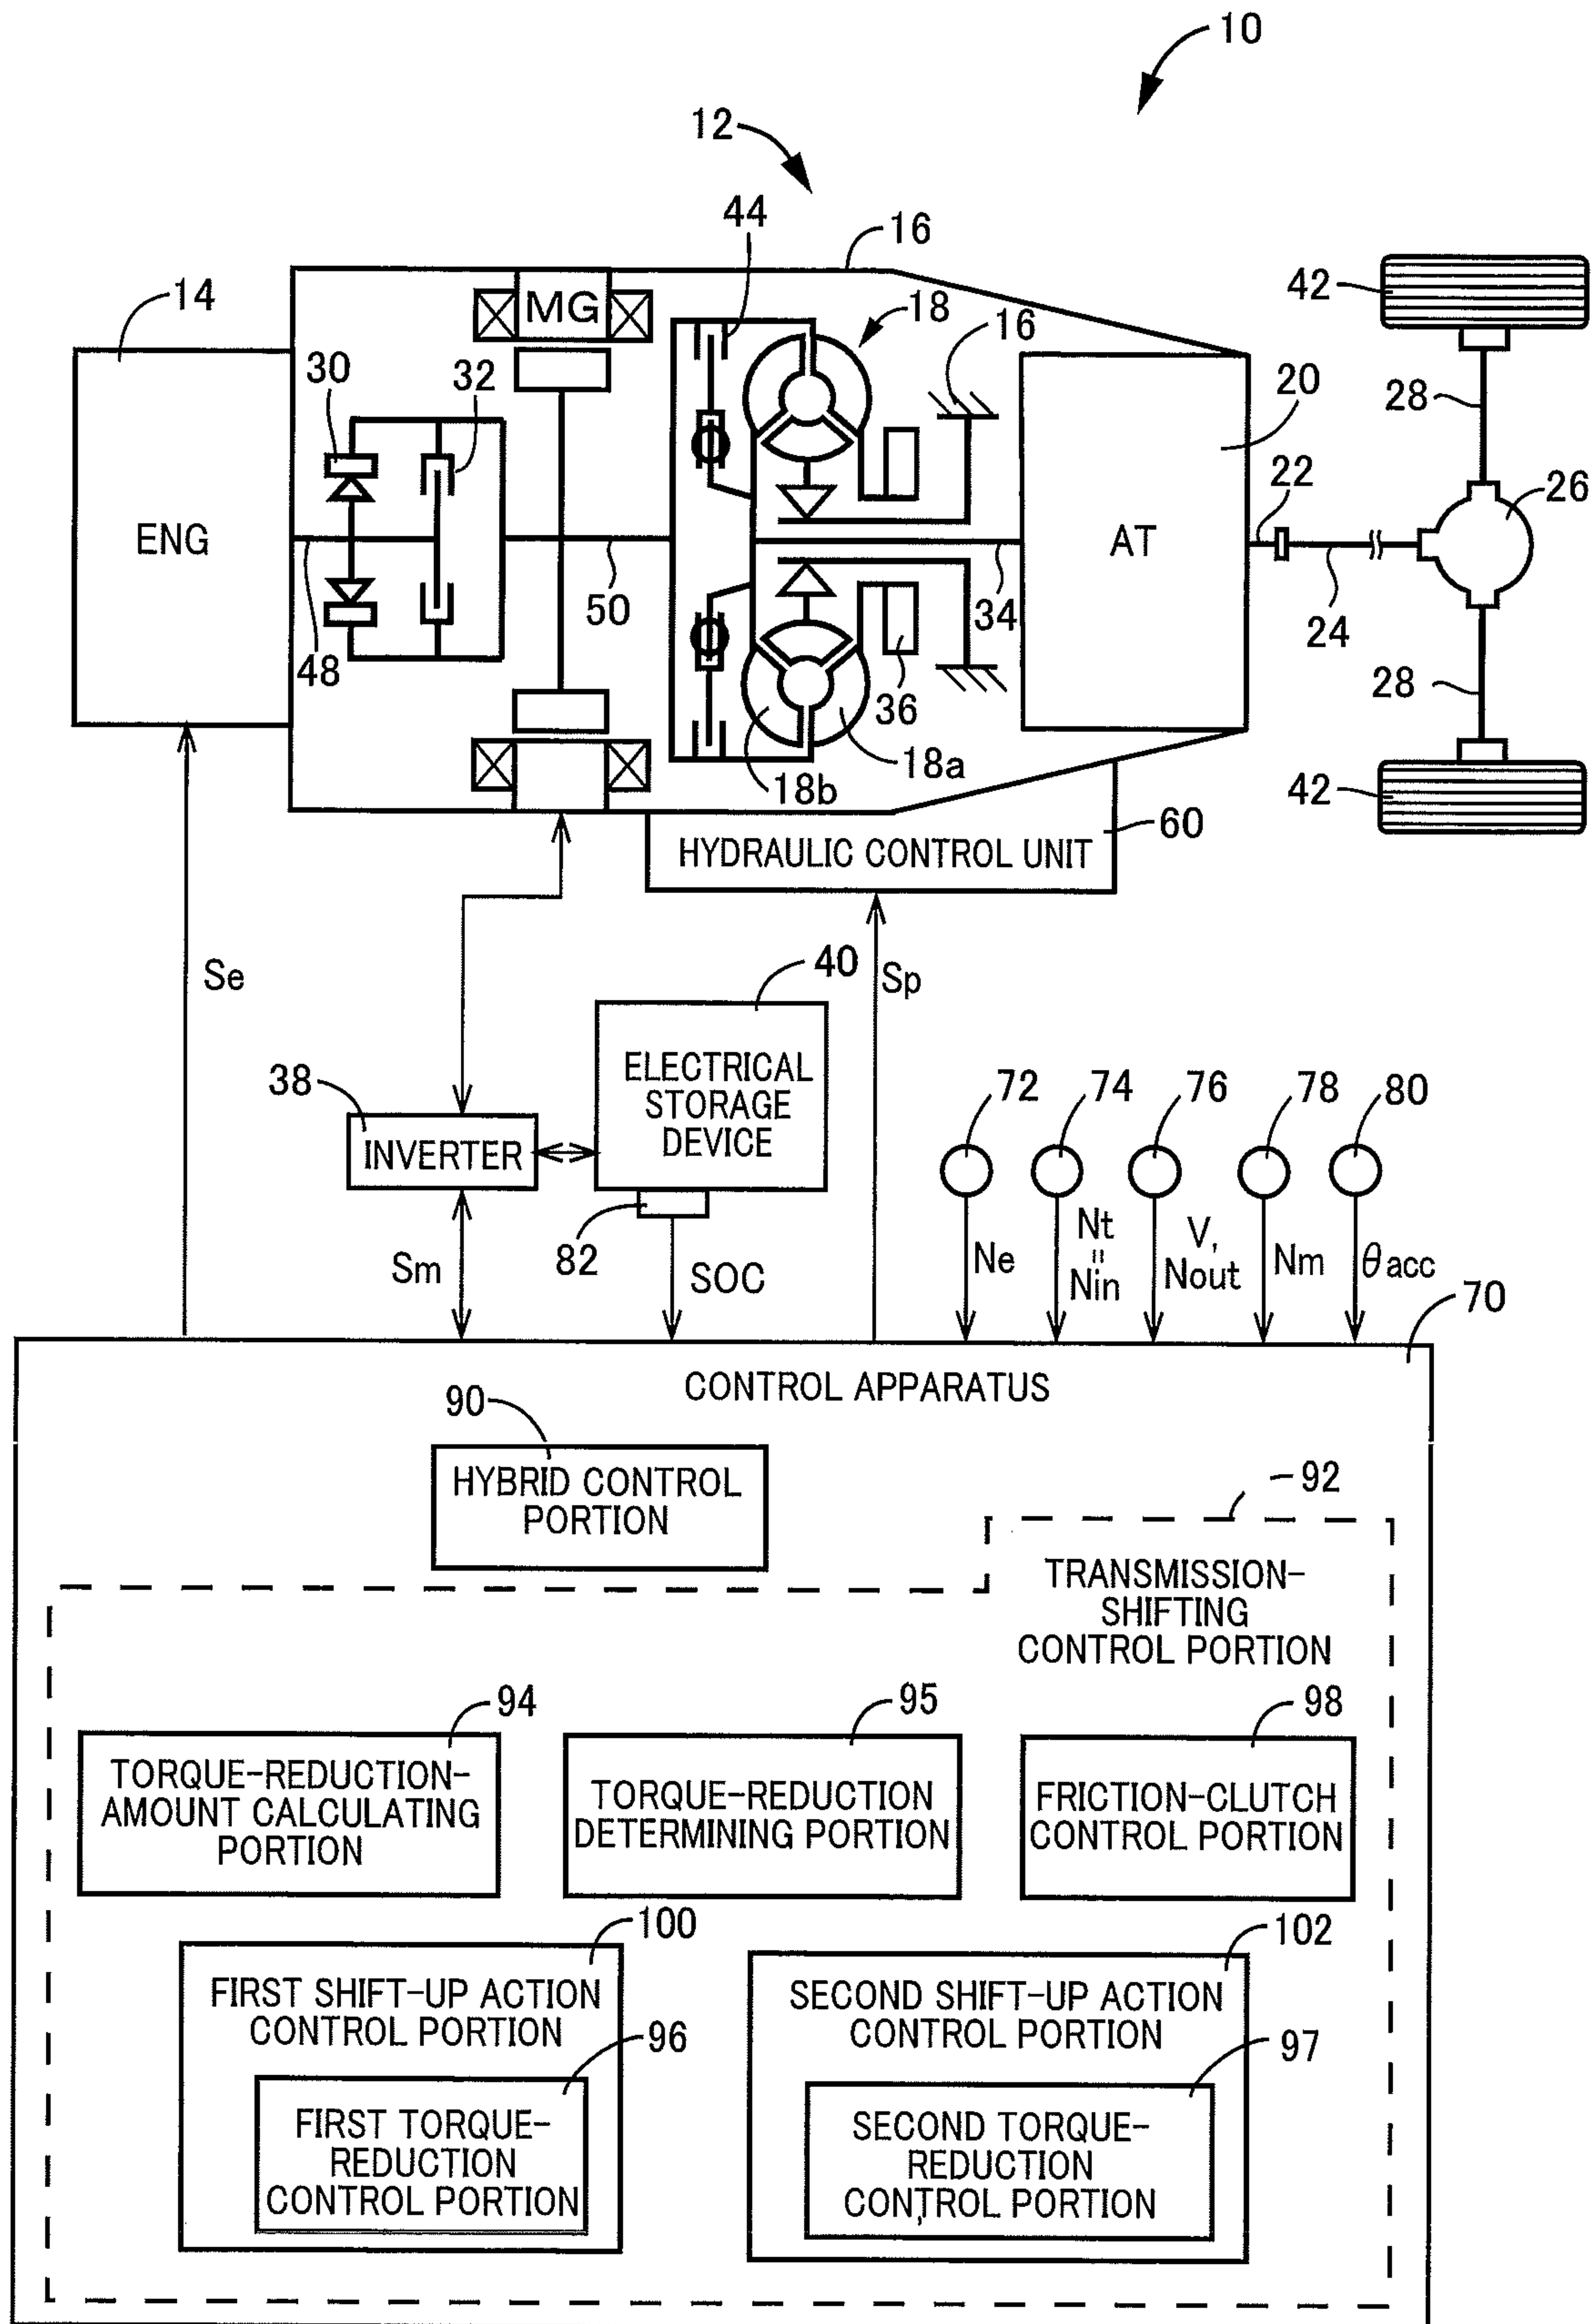 10
12
44
16
14
MG
18
16
42
30
32
20
28
22
26
ENG
AT
50
34
24
48
28
36
18a
18b
42
60
HYDRAULIC CONTROL UNIT
Se
40
Sp
38
ELECTRICAL
STORAGE
DEVICE
72
74
76
78
80
INVERTER
82
Sm
SOC
Ne
Nt
=
Nin
V,
Nout
Nm
θacc
70
CONTROL APPARATUS
90
HYBRID CONTROL
PORTION
92
TRANSMISSION-
SHIFTING
CONTROL PORTION
94
95
98
TORQUE-REDUCTION-
AMOUNT CALCULATING
PORTION
TORQUE-REDUCTION
DETERMINING PORTION
FRICTION-CLUTCH
CONTROL PORTION
100
102
FIRST SHIFT-UP ACTION
CONTROL PORTION
SECOND SHIFT-UP ACTION
CONTROL PORTION
96
97
FIRST TORQUE-
REDUCTION
CONTROL PORTION
SECOND TORQUE-
REDUCTION
CONTROL PORTION